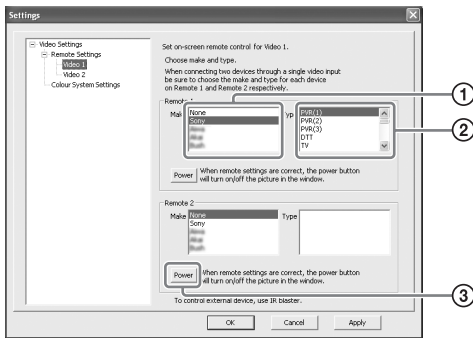 Settings
Video Settings
Remote Settings
Video 1
Video 2
Colour System Settings
Set on-screen remote control for Video 1.
Choose make and type.
When connecting two devices through a single video input
be sure to choose the make and type for each device
on Remote 1 and Remote 2 respectively.
Remote 1
Mak
None
Sony
yp
PVR(1)
PVR(2)
PVR(3)
DTT
TV
Power
When remote settings are correct, the power button
will turn on/off the picture in the window.
Remote 2
Make
None
Sony
Type
Power
When remote settings are correct, the power button
will turn on/off the picture in the window.
To control external device, use IR blaster.
OK
Cancel
Apply
1
2
3